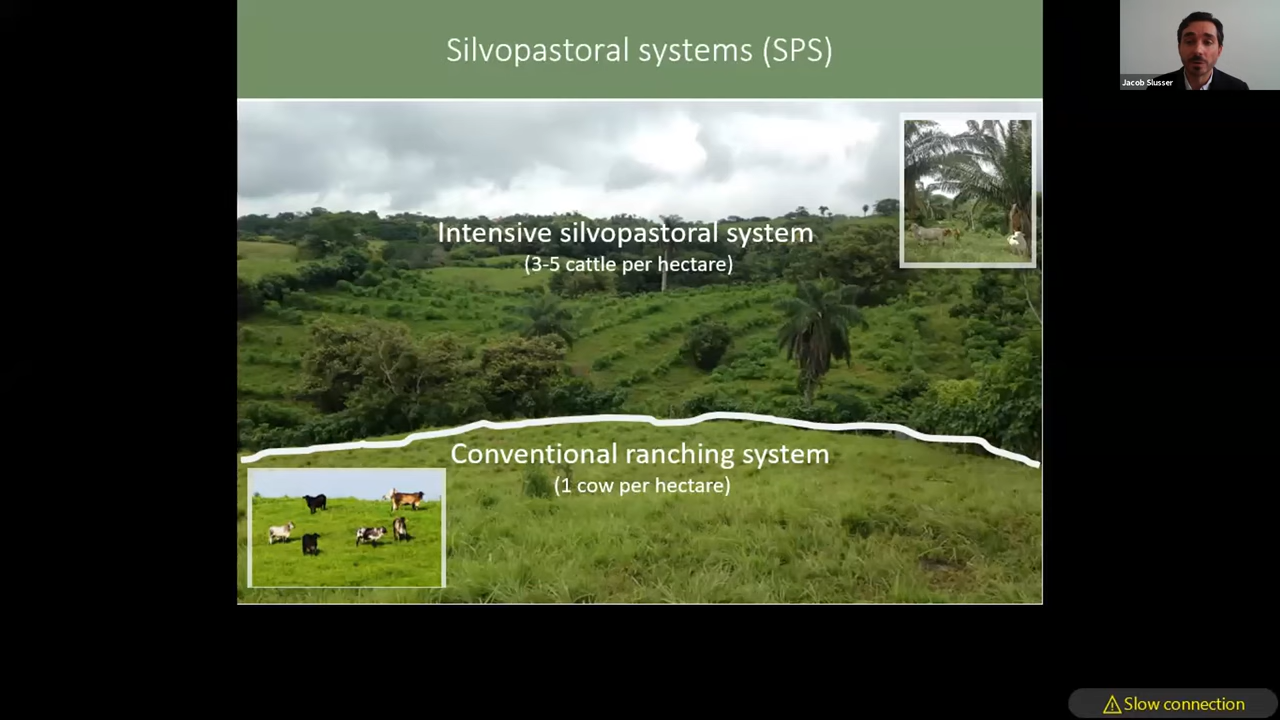 Silvopastoral systems (SPS)
Jacob Slusser
Intensive silvopastoral system
(3-5 cattle per hectare)
Conventional ranching system
(1 cow per hectare)
Slow connection